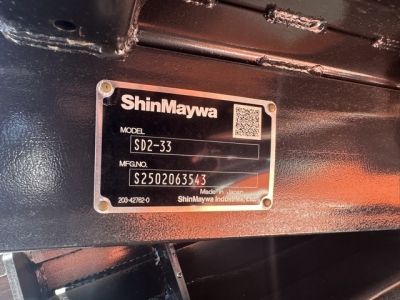 ShinMaywa
MODEL
SD2-33
MFG.NO.
S2502063543
Made in Japan
203-42762-0 ShinMaywa Industries, Ltd.